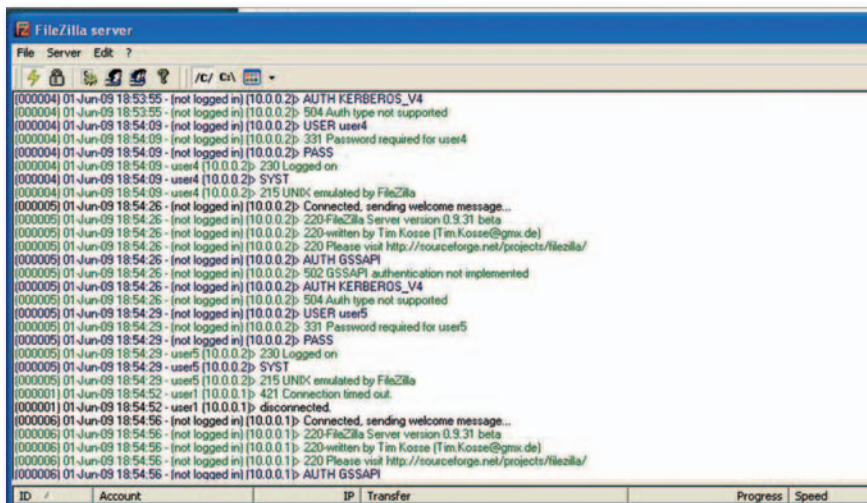 FileZilla server
File Server Edit ?
/C/ C:\
(000004) 01-Jun-09 18:53:55 - (not logged in) (10.0.0.2)> AUTH KERBEROS_V4
(000004) 01-Jun-09 18:53:55 - (not logged in) (10.0.0.2)> 504 Auth type not supported
(000004) 01-Jun-09 18:54:09 - (not logged in) (10.0.0.2)> USER user4
(000004) 01-Jun-09 18:54:09 - (not logged in) (10.0.0.2)> 331 Password required for user4
(000004) 01-Jun-09 18:54:09 - (not logged in) (10.0.0.2)> PASS
(000004) 01-Jun-09 18:54:09 - user4 (10.0.0.2)> 230 Logged on
(000004) 01-Jun-09 18:54:09 - user4 (10.0.0.2)> SYST
(000004) 01-Jun-09 18:54:09 - user4 (10.0.0.2)> 215 UNIX emulated by FileZilla
(000005) 01-Jun-09 18:54:26 - (not logged in) (10.0.0.2)> Connected, sending welcome message...
(000005) 01-Jun-09 18:54:26 - (not logged in) (10.0.0.2)> 220-FileZilla Server version 0.9.31 beta
(000005) 01-Jun-09 18:54:26 - (not logged in) (10.0.0.2)> 220-written by Tim Kosse (Tim.Kosse@gmx.de)
(000005) 01-Jun-09 18:54:26 - (not logged in) (10.0.0.2)> 220 Please visit http://sourceforge.net/projects/filezilla/
(000005) 01-Jun-09 18:54:26 - (not logged in) (10.0.0.2)> AUTH GSSAPI
(000005) 01-Jun-09 18:54:26 - (not logged in) (10.0.0.2)> 502 GSSAPI authentication not implemented
(000005) 01-Jun-09 18:54:26 - (not logged in) (10.0.0.2)> AUTH KERBEROS_V4
(000005) 01-Jun-09 18:54:26 - (not logged in) (10.0.0.2)> 504 Auth type not supported
(000005) 01-Jun-09 18:54:29 - (not logged in) (10.0.0.2)> USER user5
(000005) 01-Jun-09 18:54:29 - (not logged in) (10.0.0.2)> 331 Password required for user5
(000005) 01-Jun-09 18:54:29 - (not logged in) (10.0.0.2)> PASS
(000005) 01-Jun-09 18:54:29 - user5 (10.0.0.2)> 230 Logged on
(000005) 01-Jun-09 18:54:29 - user5 (10.0.0.2)> SYST
(000005) 01-Jun-09 18:54:29 - user5 (10.0.0.2)> 215 UNIX emulated by FileZilla
(000001) 01-Jun-09 18:54:52 - user1 (10.0.0.1)> 421 Connection timed out.
(000001) 01-Jun-09 18:54:52 - user1 (10.0.0.1)> disconnected.
(000006) 01-Jun-09 18:54:56 - (not logged in) (10.0.0.1)> Connected, sending welcome message...
(000006) 01-Jun-09 18:54:56 - (not logged in) (10.0.0.1)> 220-FileZilla Server version 0.9.31 beta
(000006) 01-Jun-09 18:54:56 - (not logged in) (10.0.0.1)> 220-written by Tim Kosse (Tim.Kosse@gmx.de)
(000006) 01-Jun-09 18:54:56 - (not logged in) (10.0.0.1)> 220 Please visit http://sourceforge.net/projects/filezilla/
(000006) 01-Jun-09 18:54:56 - (not logged in) (10.0.0.1)> AUTH GSSAPI
ID / Account IP Transfer Progress Speed